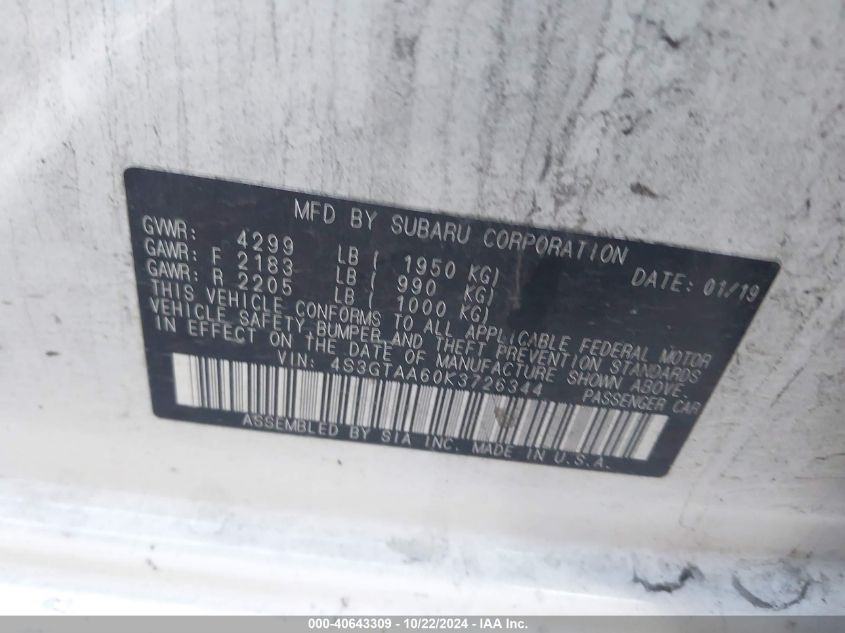 MFD BY SUBARU CORPORATION
GVWR: 4299 LB ( 1950 KG) DATE: 01/19
GAWR: F 2183 LB ( 990 KG)
GAWR: R 2205 LB ( 1000 KG)
THIS VEHICLE CONFORMS TO ALL APPLICABLE FEDERAL MOTOR
VEHICLE SAFETY, BUMPER, AND THEFT PREVENTION STANDARDS
IN EFFECT ON THE DATE OF MANUFACTURE SHOWN ABOVE.
VIN: 4S3GTAA60K3726344 PASSENGER CAR
ASSEMBLED BY SIA INC. MADE IN U.S.A.
000-40643309 - 10/22/2024 - IAA Inc.